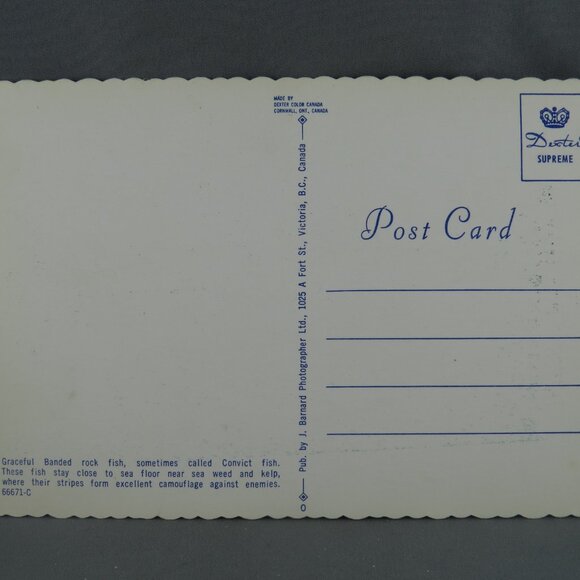 MADE BY
DEXTER COLOR CANADA
CORNWALL, ONT., CANADA
Dexter
SUPREME
Post Card
Pub. by J. Barnard Photographer Ltd., 1025 A Fort St., Victoria, B.C., Canada
Graceful Banded rock fish, sometimes called Convict fish.
These fish stay close to sea floor near sea weed and kelp,
where their stripes form excellent camouflage against enemies.
66671-C
O